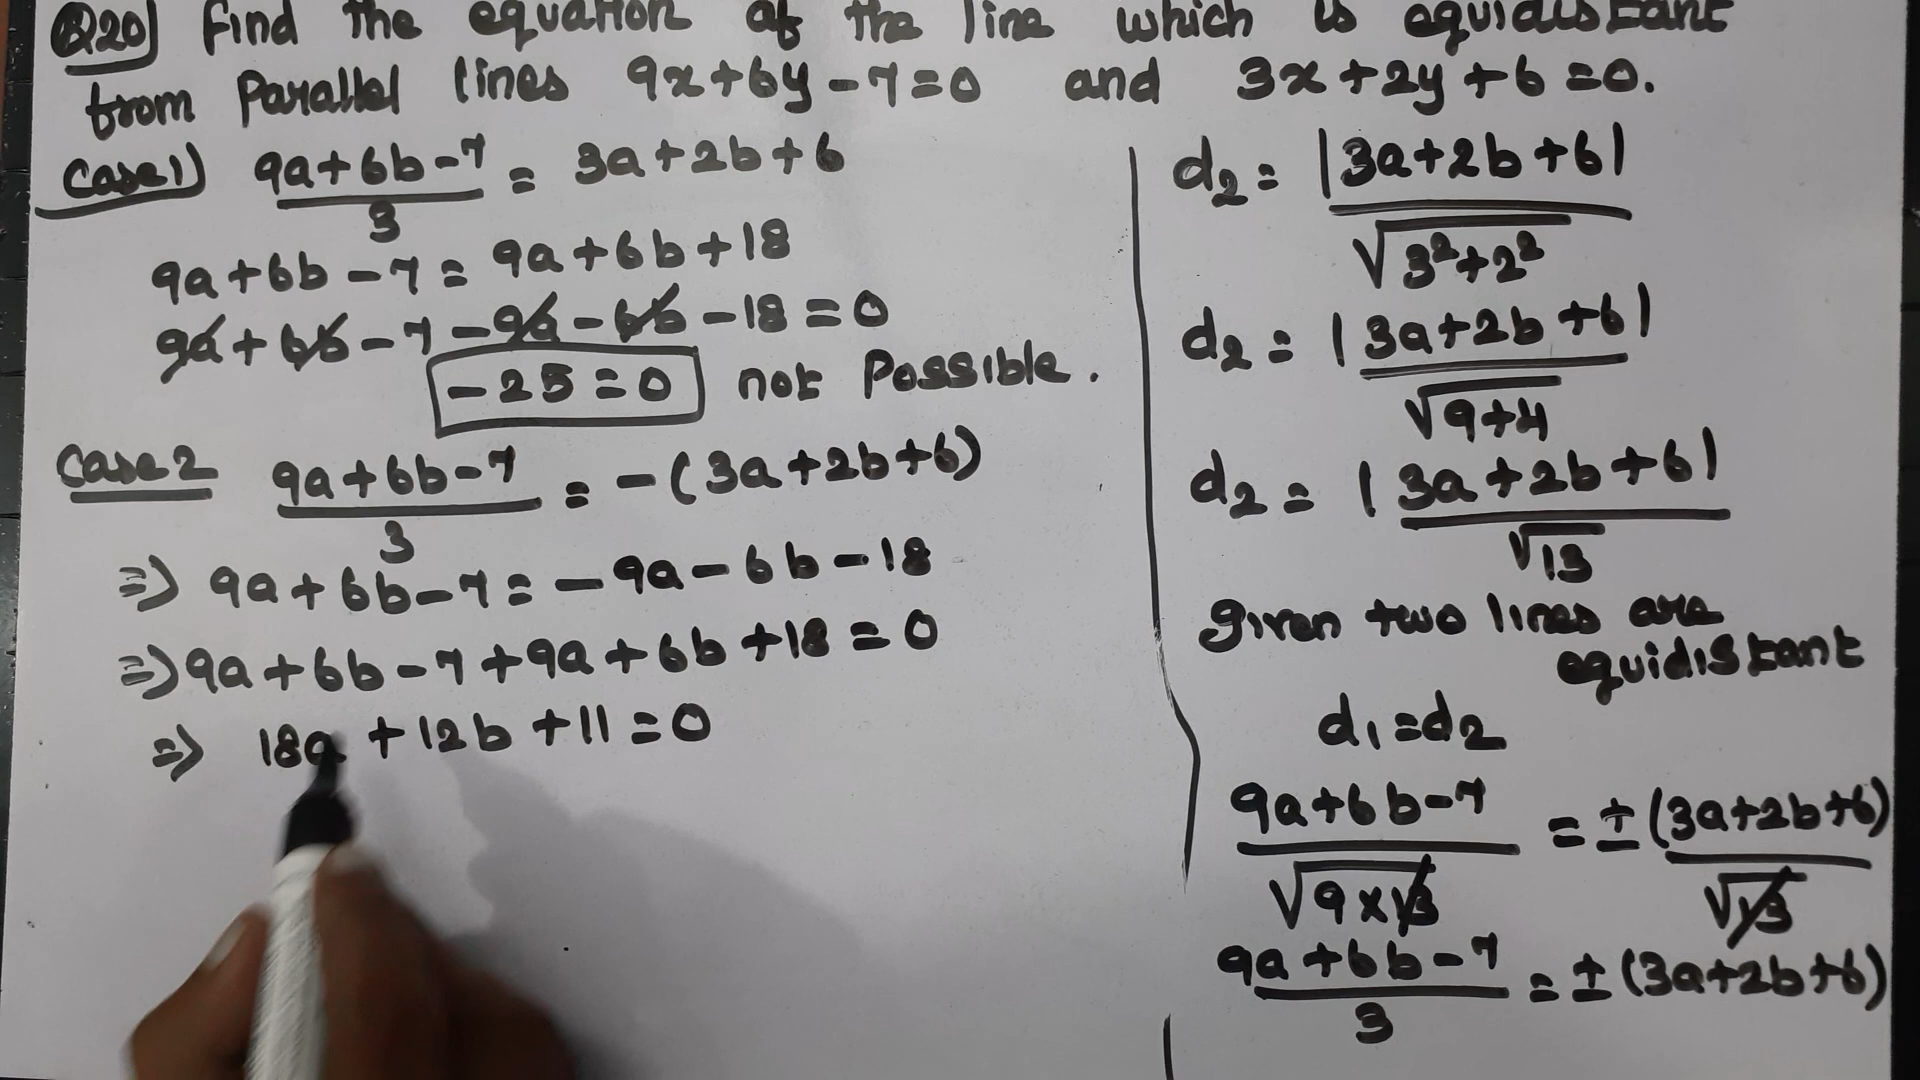 Q20) Find the equation of the line which is equidistant
from Parallel lines 9x+6y-7=0 and 3x+2y+6=0.
Case1) 9a+6b-7/3 = 3a+2b+6
9a+6b-7=9a+6b+18
9a+6b-7-9a-6b-18=0
-25=0 not Possible.
Case2 9a+6b-7/3 = -(3a+2b+6)
=> 9a+6b-7=-9a-6b-18
=> 9a+6b-7+9a+6b+18=0
=> 18a+12b+11=0
d₂ = |3a+2b+6|/√3²+2²
d₂ = |3a+2b+6|/√9+4
d₂ = |3a+2b+6|/√13
given two lines are
equidistant
d₁=d₂
9a+6b-7/√9×13 = ±(3a+2b+6)/√13
9a+6b-7/3 = ±(3a+2b+6)